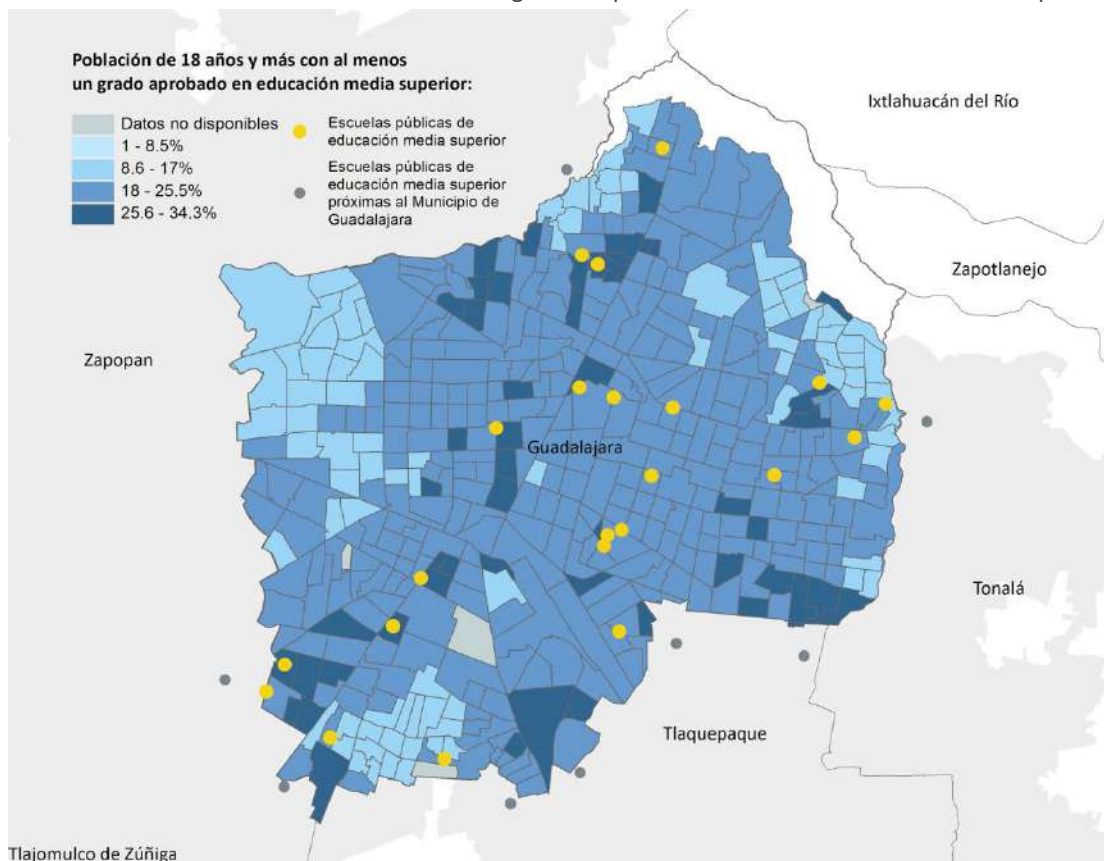 Población de 18 años y más con al menos
un grado aprobado en educación media superior:
Datos no disponibles
1 - 8.5%
8.6 - 17%
18 - 25.5%
25.6 - 34.3%
Escuelas públicas de
educación media superior
Escuelas públicas de
educación media superior
próximas al Municipio de
Guadalajara
Ixtlahuacán del Río
Zapotlanejo
Zapopan
Guadalajara
Tonalá
Tlaquepaque
Tlajomulco de Zúñiga